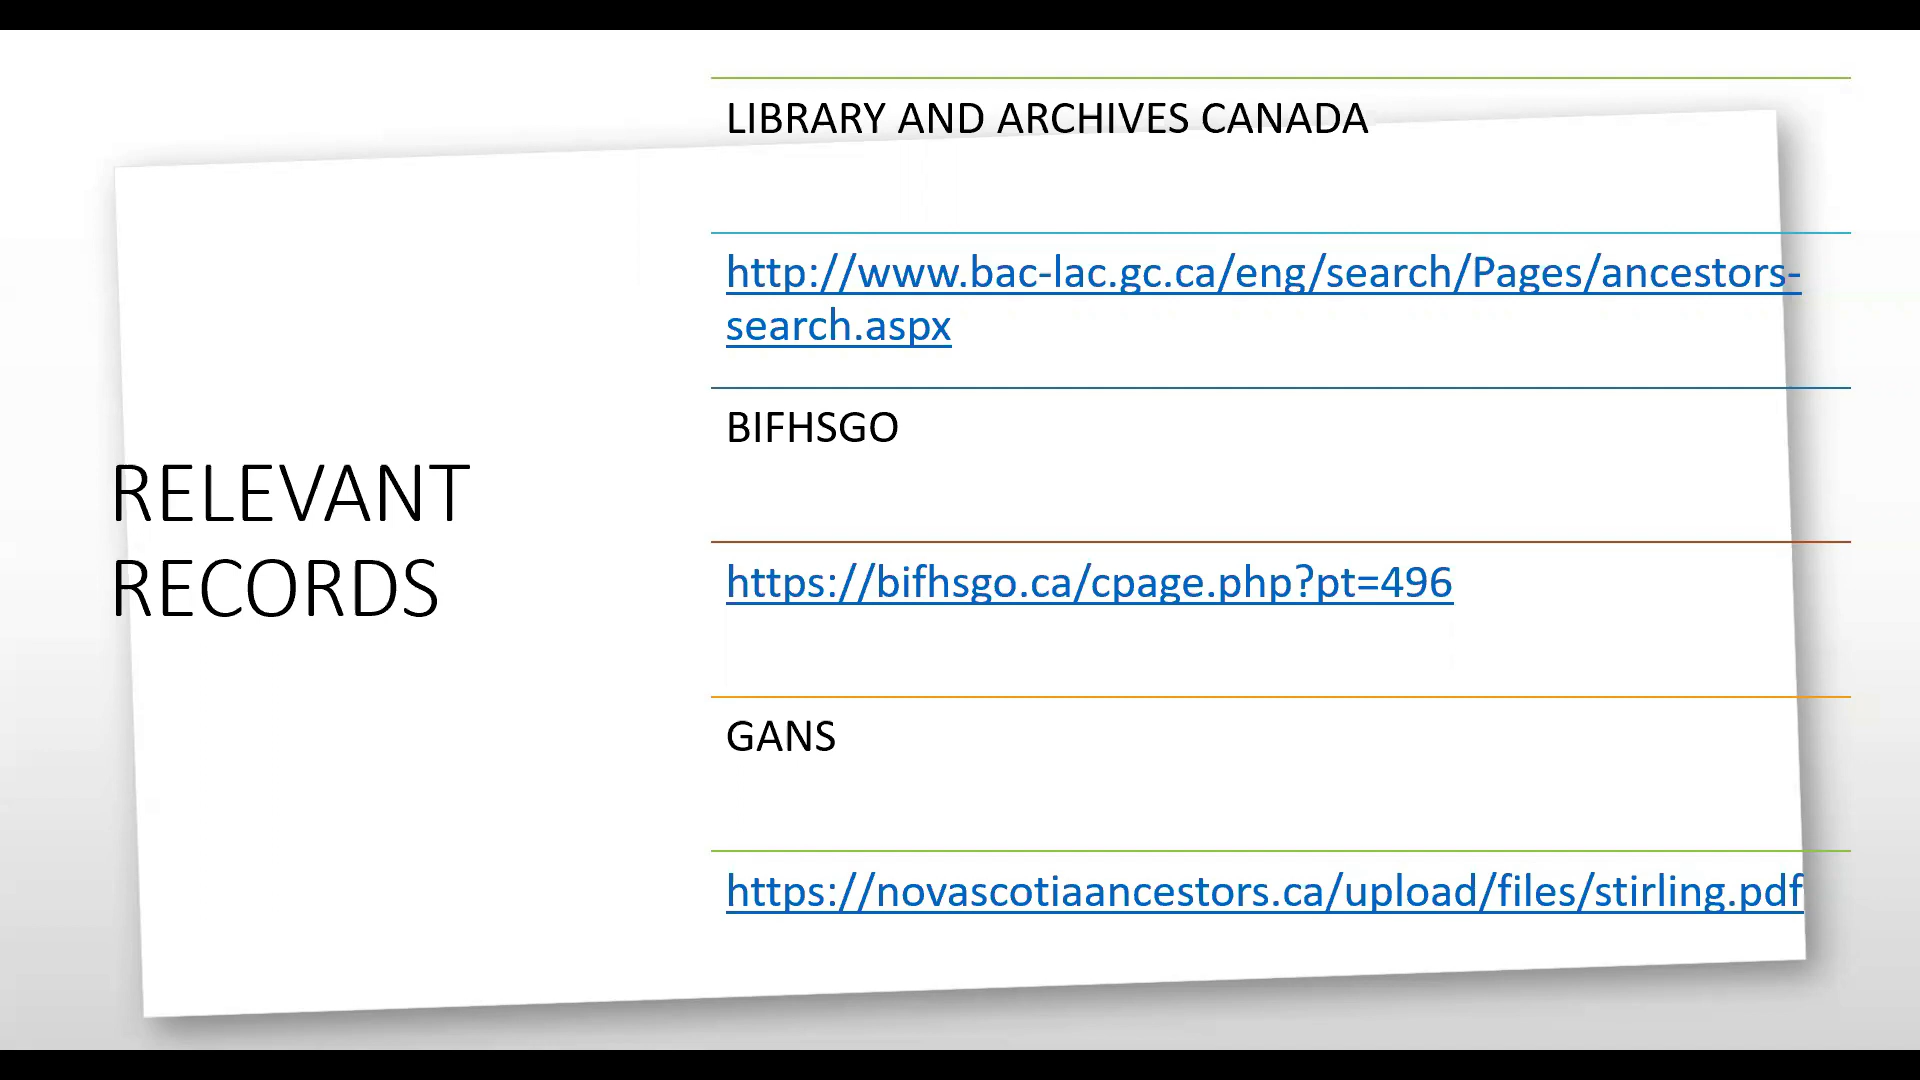 RELEVANT
RECORDS
LIBRARY AND ARCHIVES CANADA
http://www.bac-lac.gc.ca/eng/search/Pages/ancestors-
search.aspx
BIFHSGO
https://bifhsgo.ca/cpage.php?pt=496
GANS
https://novascotiaancestors.ca/upload/files/stirling.pdf